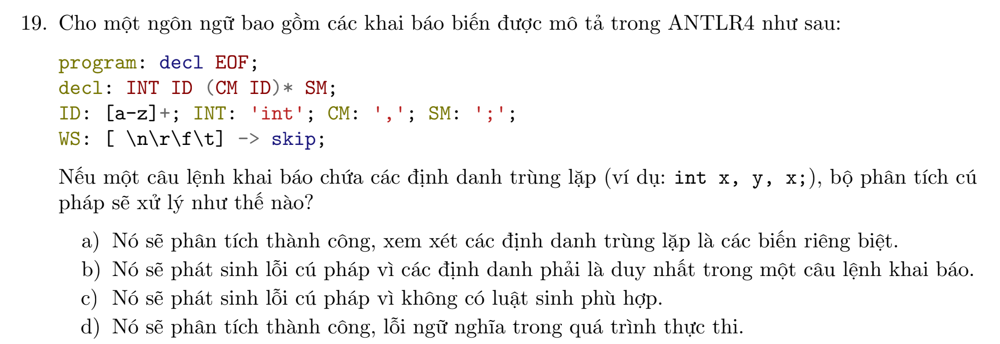 19. Cho một ngôn ngữ bao gồm các khai báo biến được mô tả trong ANTLR4 như sau:
program: decl EOF;
decl: INT ID (CM ID)* SM;
ID: [a-z]+; INT: 'int'; CM: ','; SM: ';';
WS: [ \n\r\f\t] -> skip;
Nếu một câu lệnh khai báo chứa các định danh trùng lặp (ví dụ: int x, y, x;), bộ phân tích cú
pháp sẽ xử lý như thế nào?
a) Nó sẽ phân tích thành công, xem xét các định danh trùng lặp là các biến riêng biệt.
b) Nó sẽ phát sinh lỗi cú pháp vì các định danh phải là duy nhất trong một câu lệnh khai báo.
c) Nó sẽ phát sinh lỗi cú pháp vì không có luật sinh phù hợp.
d) Nó sẽ phân tích thành công, lỗi ngữ nghĩa trong quá trình thực thi.